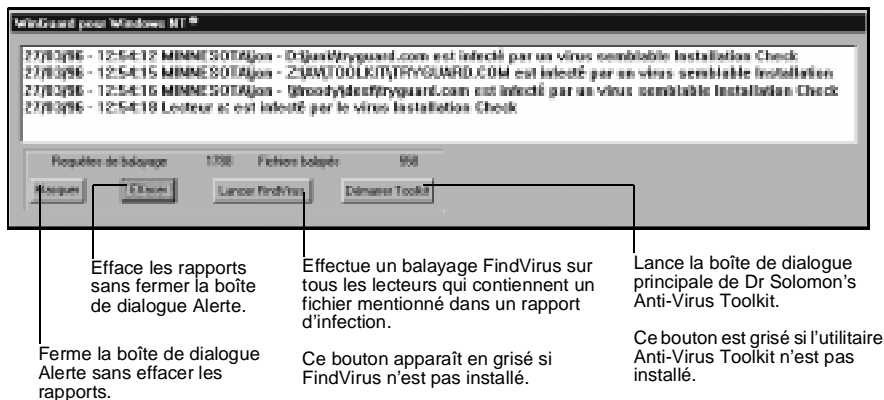 WinGuard pour Windows NT ®
27/03/96 - 12:54:12 MINNESOTA\jon - D:\junk\tryguard.com est infecté par un virus semblable Installation Check
27/03/96 - 12:54:15 MINNESOTA\jon - Z:\AV\TOOLKIT\TRYGUARD.COM est infecté par un virus semblable Installation
27/03/96 - 12:54:16 MINNESOTA\jon - est infecté par un virus semblable Installation Check
27/03/96 - 12:54:18 Lecteur a: est infecté par le virus Installation Check
Requêtes de balayage 1788 Fichiers balayés 958
Masquer Effacer Lancer FindVirus Démarrer Toolkit
Efface les rapports
sans fermer la boîte
de dialogue Alerte.
Ferme la boîte de dialogue
Alerte sans effacer les
rapports.
Effectue un balayage FindVirus sur
tous les lecteurs qui contiennent un
fichier mentionné dans un rapport
d'infection.
Ce bouton apparaît en grisé si
FindVirus n'est pas installé.
Lance la boîte de dialogue
principale de Dr Solomon's
Anti-Virus Toolkit.
Ce bouton est grisé si l'utilitaire
Anti-Virus Toolkit n'est pas
installé.